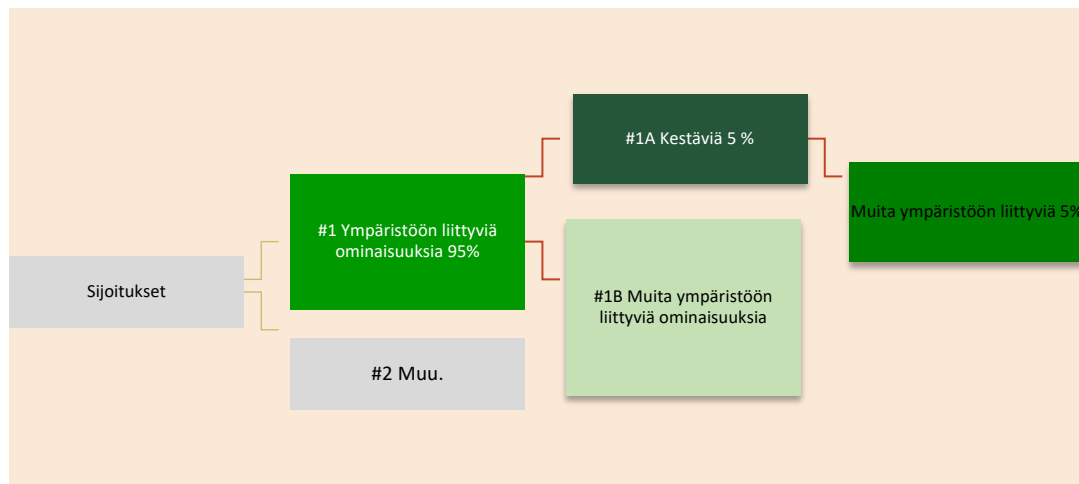 Sijoitukset
#1 Ympäristöön liittyviä
ominaisuuksia 95%
#2 Muu.
#1A Kestäviä 5 %
#1B Muita ympäristöön
liittyviä ominaisuuksia
Muita ympäristöön liittyviä 5%